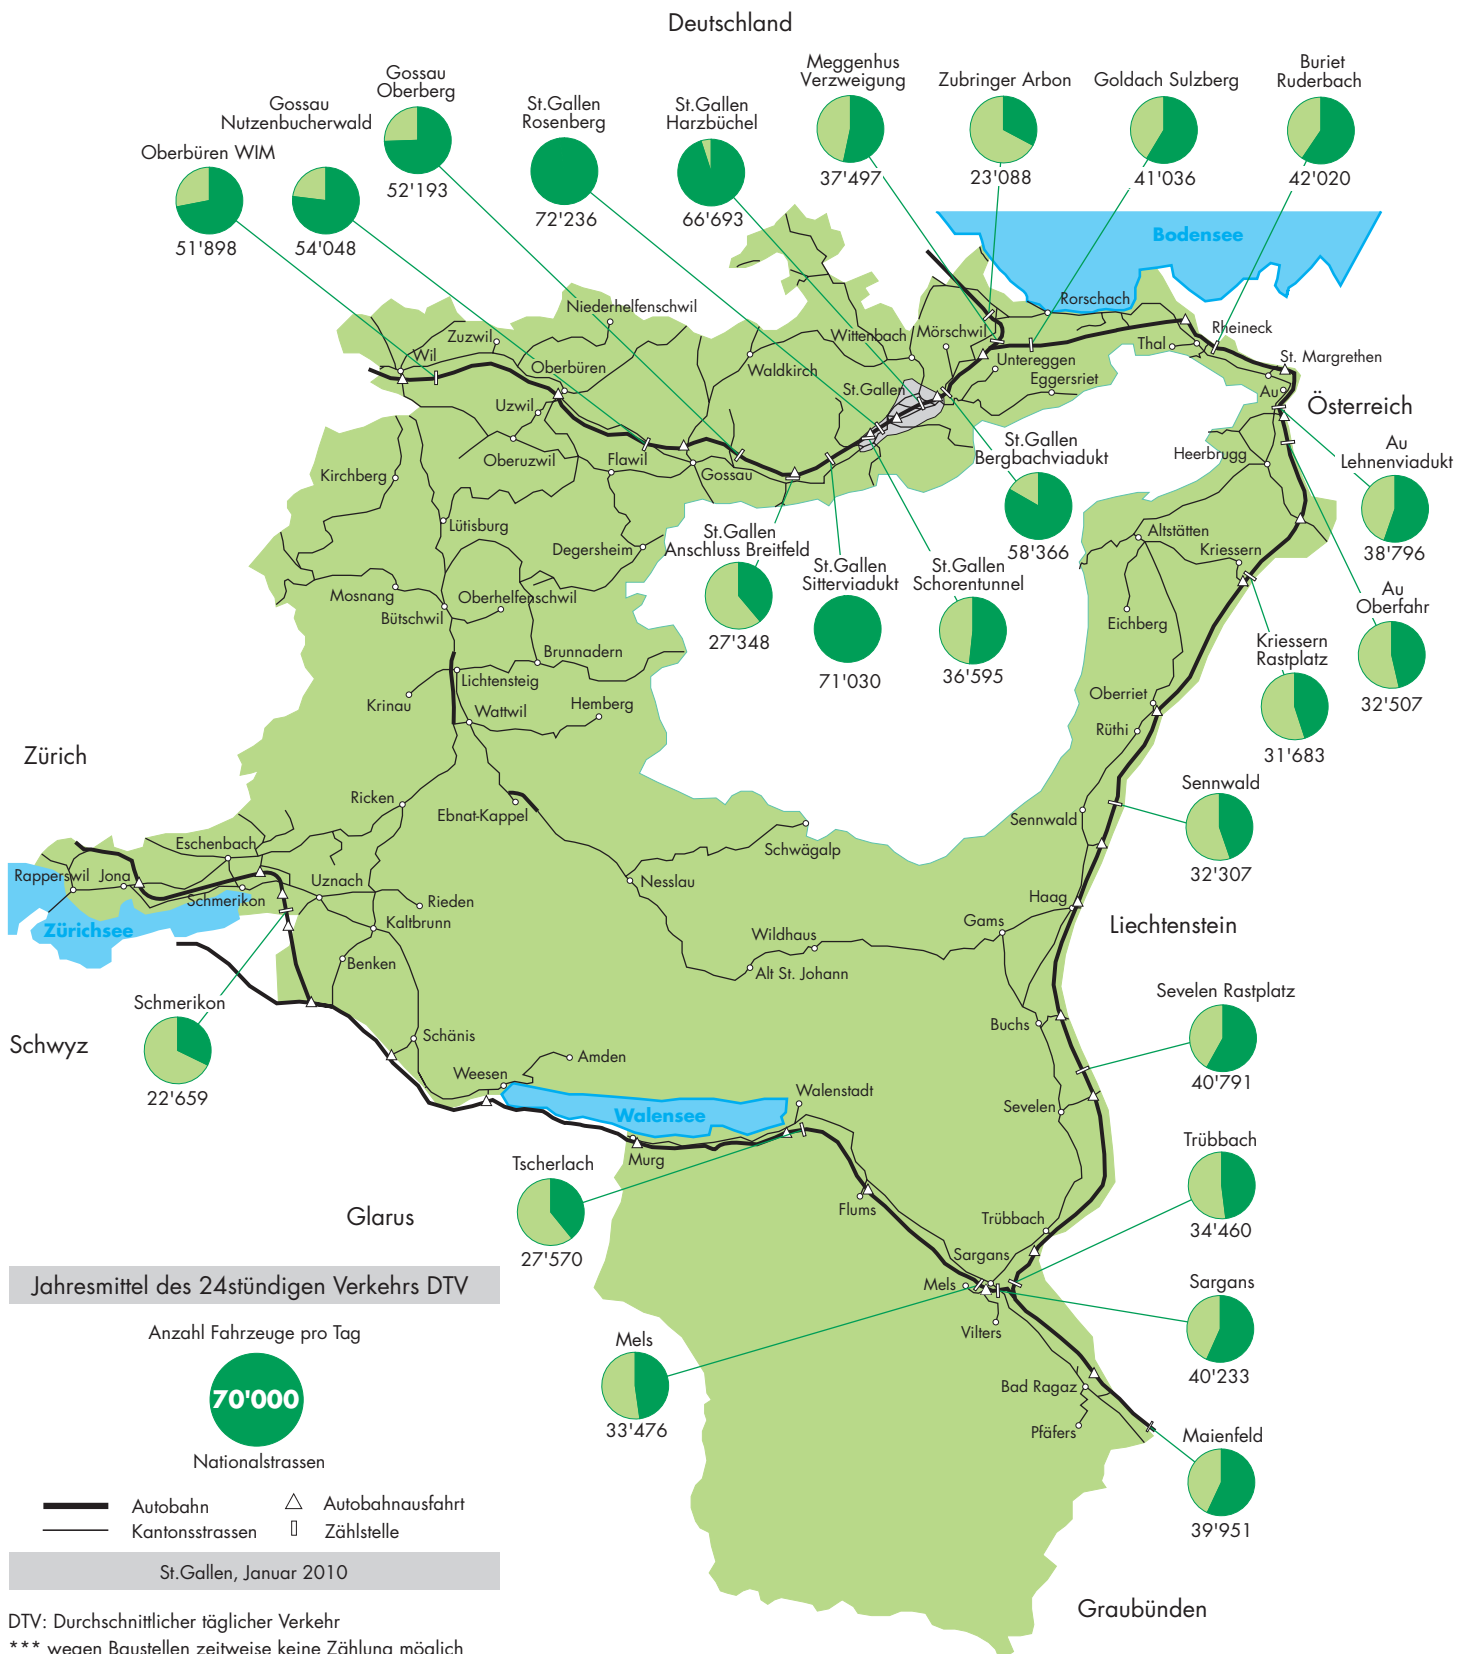 Deutschland
Meggenhus
Verzweigung
37'497
Zubringer Arbon
23'088
Goldach Sulzberg
41'036
Buriet
Ruderbach
42'020
Gossau
Oberberg
52'193
Gossau
Nutzenbucherwald
54'048
St.Gallen
Rosenberg
72'236
St.Gallen
Harzbüchel
66'693
Oberbüren WIM
51'898
Bodensee
Niederhelfenschwil
Rorschach
Zuzwil
Wittenbach
Mörschwil
Rheineck
Thal
Wil
Oberbüren
Waldkirch
Untereggen
St. Margrethen
Eggersriet
St.Gallen
Au
Uzwil
Österreich
St.Gallen
Bergbachviadukt
58'366
Au
Lehnenviadukt
38'796
Heerbrugg
Oberuzwil
Flawil
Gossau
Kirchberg
Lütisburg
St.Gallen
Anschluss Breitfeld
27'348
Altstätten
Degersheim
Kriessern
St.Gallen
Sitterviadukt
71'030
St.Gallen
Schorentunnel
36'595
Mosnang
Oberhelfenschwil
Bütschwil
Au
Oberfahr
32'507
Eichberg
Kriessern
Rastplatz
31'683
Brunnadern
Lichtensteig
Krinau
Wattwil
Hemberg
Oberriet
Rüthi
Zürich
Sennwald
32'307
Ricken
Ebnat-Kappel
Sennwald
Eschenbach
Schwägalp
Rapperswil
Jona
Uznach
Nesslau
Schmerikon
Rieden
Haag
Kaltbrunn
Gams
Liechtenstein
Zürichsee
Wildhaus
Benken
Alt St. Johann
Schmerikon
22'659
Sevelen Rastplatz
40'791
Buchs
Schwyz
Schänis
Amden
Weesen
Walenstadt
Sevelen
Walensee
Trübbach
34'460
Murg
Tscherlach
27'570
Flums
Glarus
Trübbach
Sargans
Mels
Sargans
40'233
Vilters
Mels
33'476
Bad Ragaz
Pfäfers
Maienfeld
39'951
Graubünden
Jahresmittel des 24stündigen Verkehrs DTV
Anzahl Fahrzeuge pro Tag
70'000
Nationalstrassen
Autobahn
Autobahnausfahrt
Kantonsstrassen
Zählstelle
St.Gallen, Januar 2010
DTV: Durchschnittlicher täglicher Verkehr
*** wegen Baustellen zeitweise keine Zählung möglich